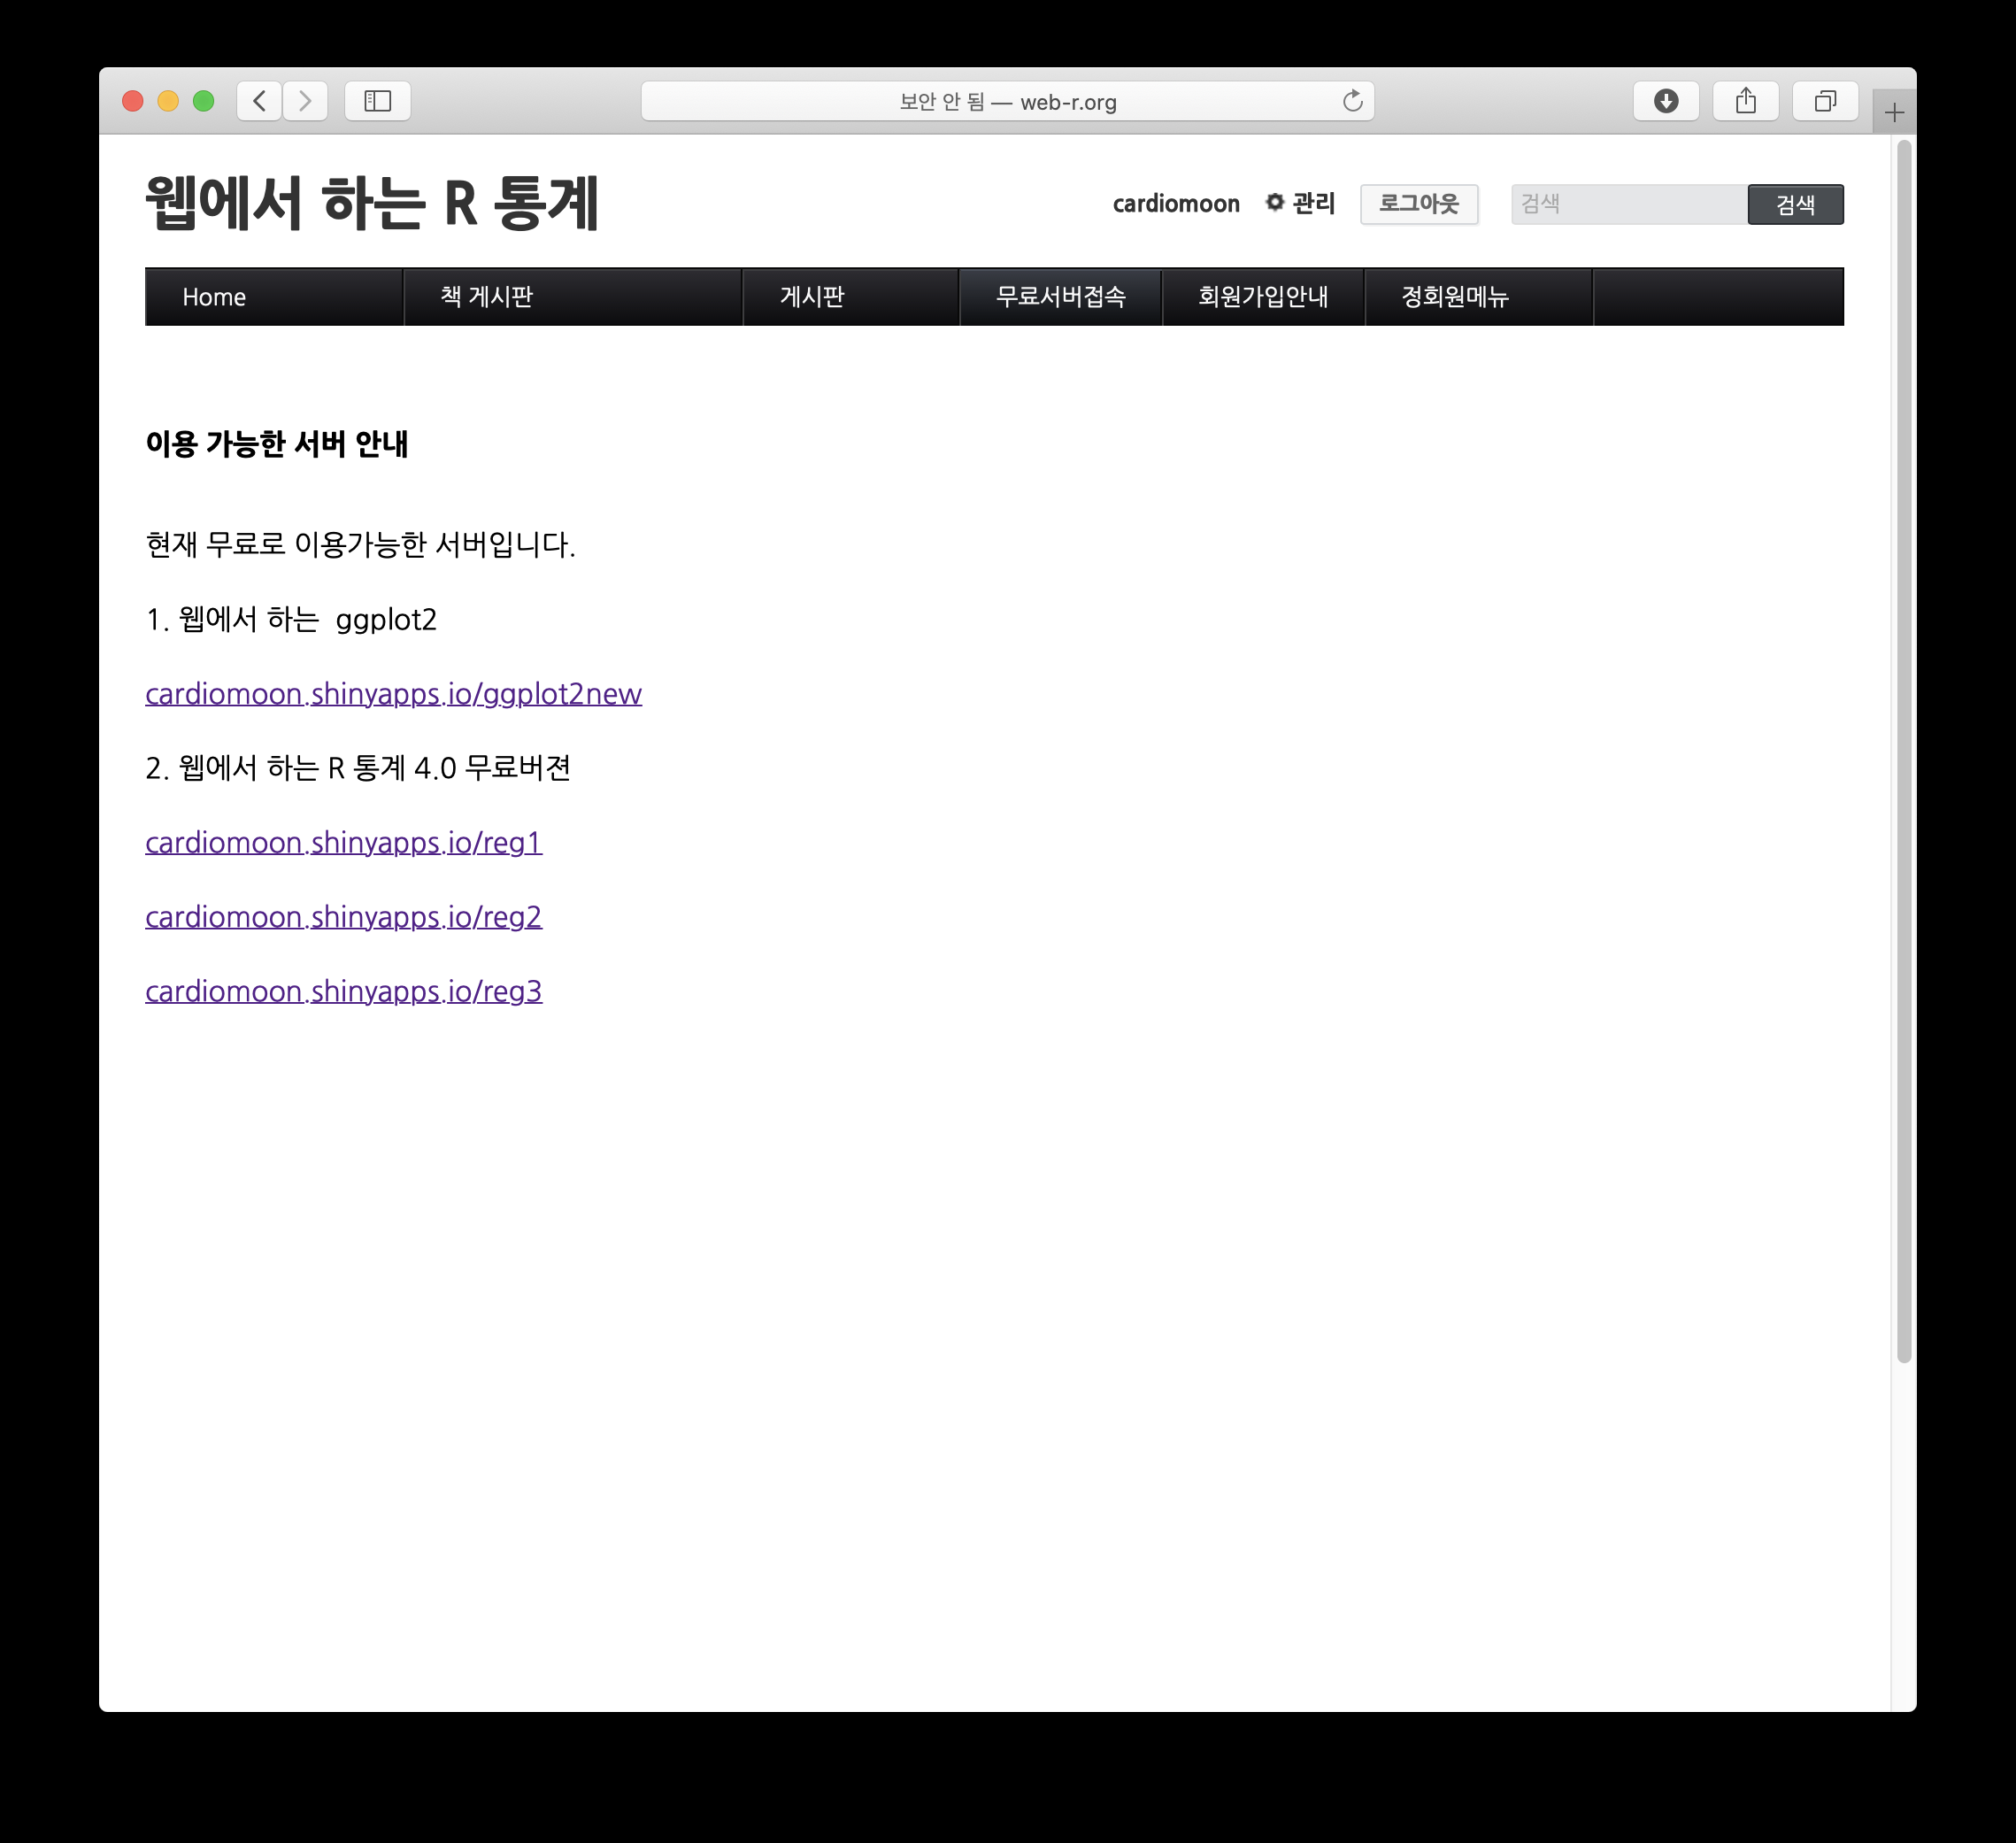 보안 안 됨 — web-r.org
웹에서 하는 R 통계
cardiomoon 관리 로그아웃 검색 검색
Home 책 게시판 게시판 무료서버접속 회원가입안내 정회원메뉴
이용 가능한 서버 안내
현재 무료로 이용가능한 서버입니다.
1. 웹에서 하는 ggplot2
cardiomoon.shinyapps.io/ggplot2new
2. 웹에서 하는 R 통계 4.0 무료버젼
cardiomoon.shinyapps.io/reg1
cardiomoon.shinyapps.io/reg2
cardiomoon.shinyapps.io/reg3